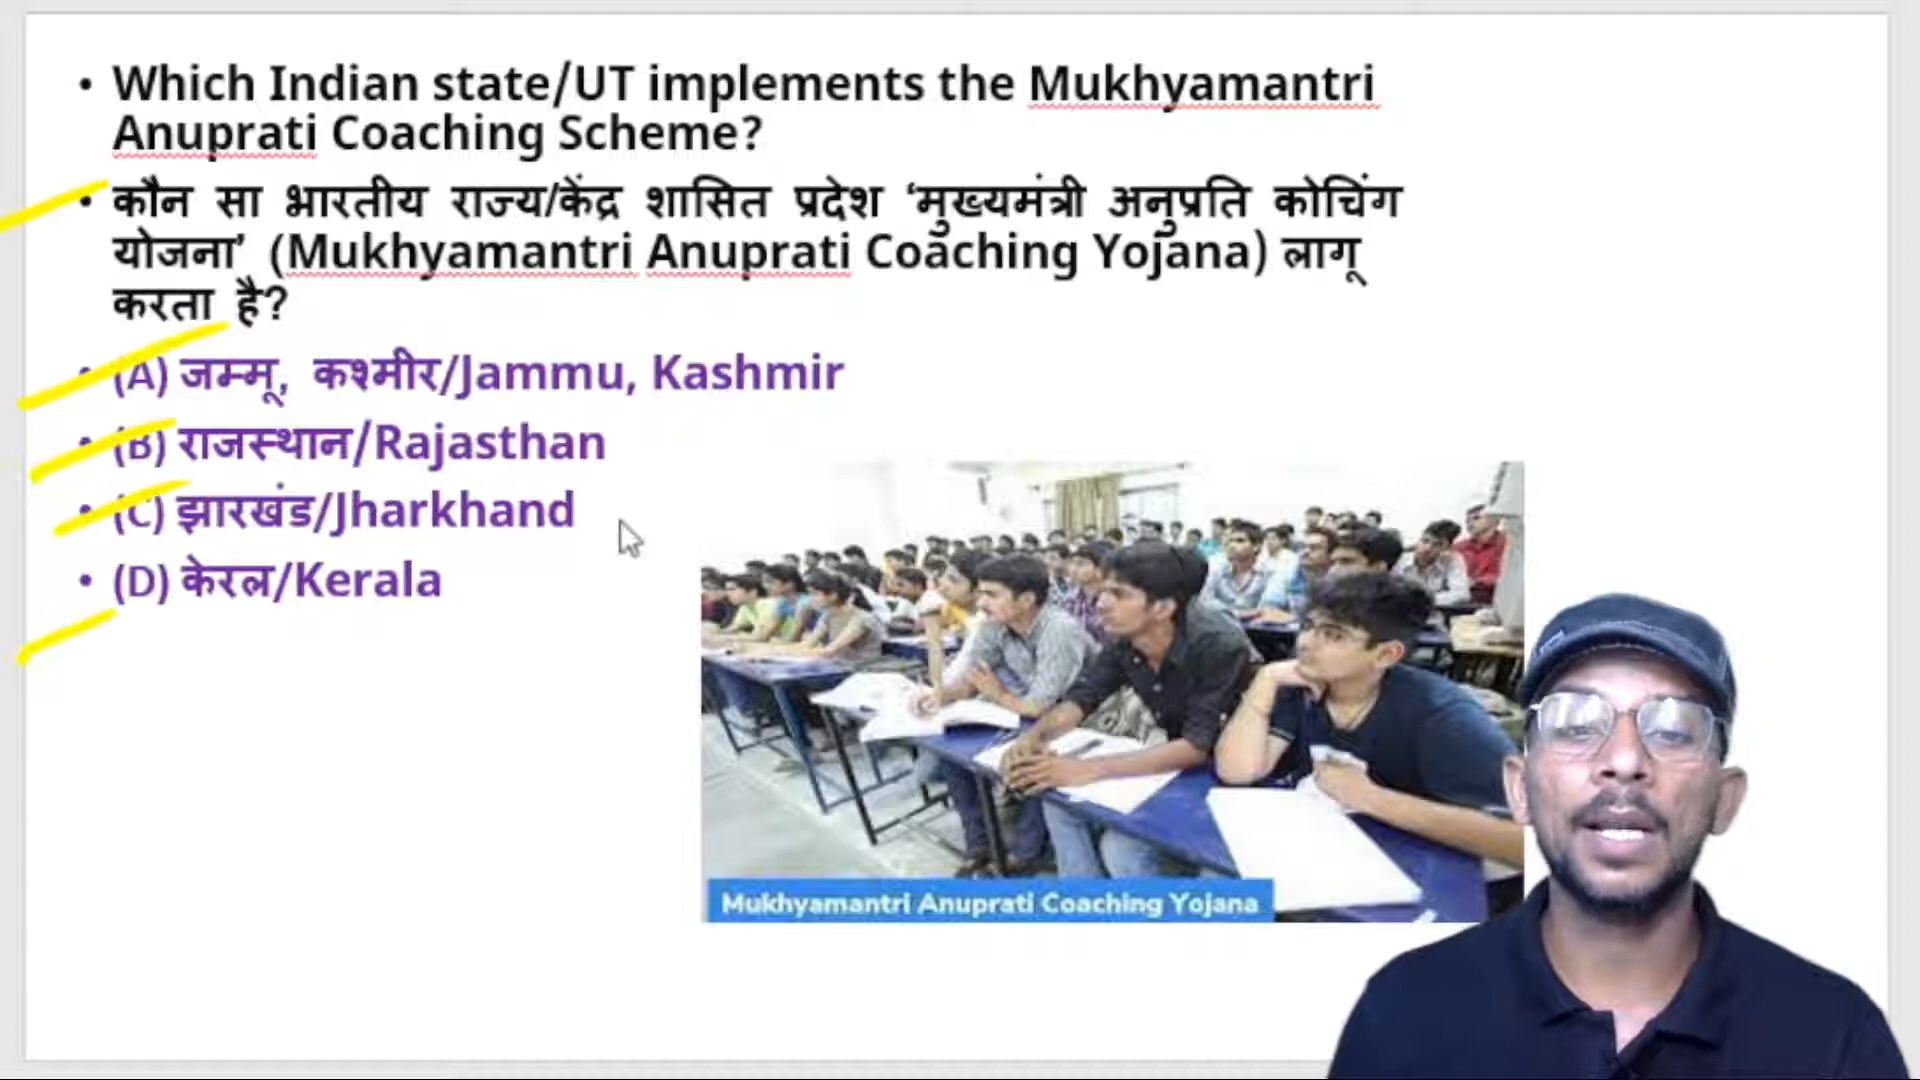 • Which Indian state/UT implements the Mukhyamantri
Anuprati Coaching Scheme?
• कौन सा भारतीय राज्य/केंद्र शासित प्रदेश ‘मुख्यमंत्री अनुप्रति कोचिंग
योजना’ (Mukhyamantri Anuprati Coaching Yojana) लागू
करता है?
• (A) जम्मू, कश्मीर/Jammu, Kashmir
• (B) राजस्थान/Rajasthan
• (C) झारखंड/Jharkhand
• (D) केरल/Kerala
Mukhyamantri Anuprati Coaching Yojana